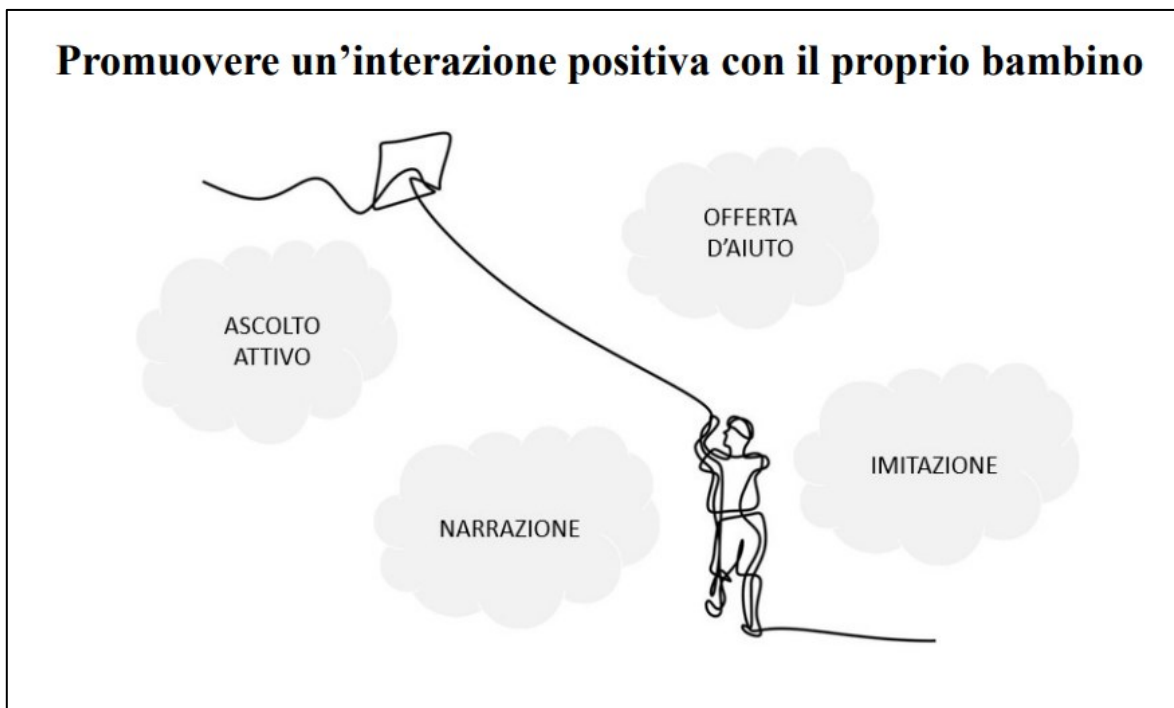 Promuovere un’interazione positiva con il proprio bambino
OFFERTA
D’AIUTO
ASCOLTO
ATTIVO
IMITAZIONE
NARRAZIONE